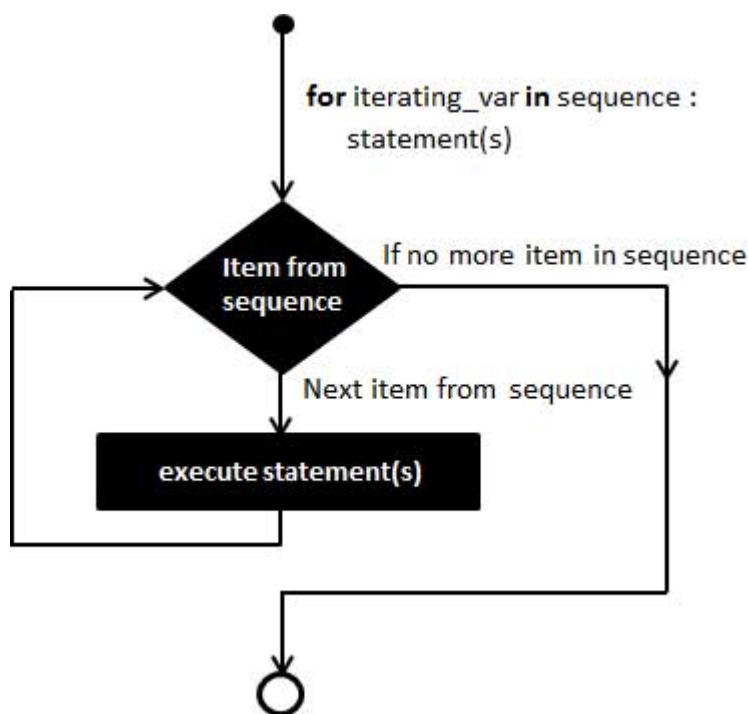 for iterating_var in sequence :
statement(s)
If no more item in sequence
Item from
sequence
Next item from sequence
execute statement(s)